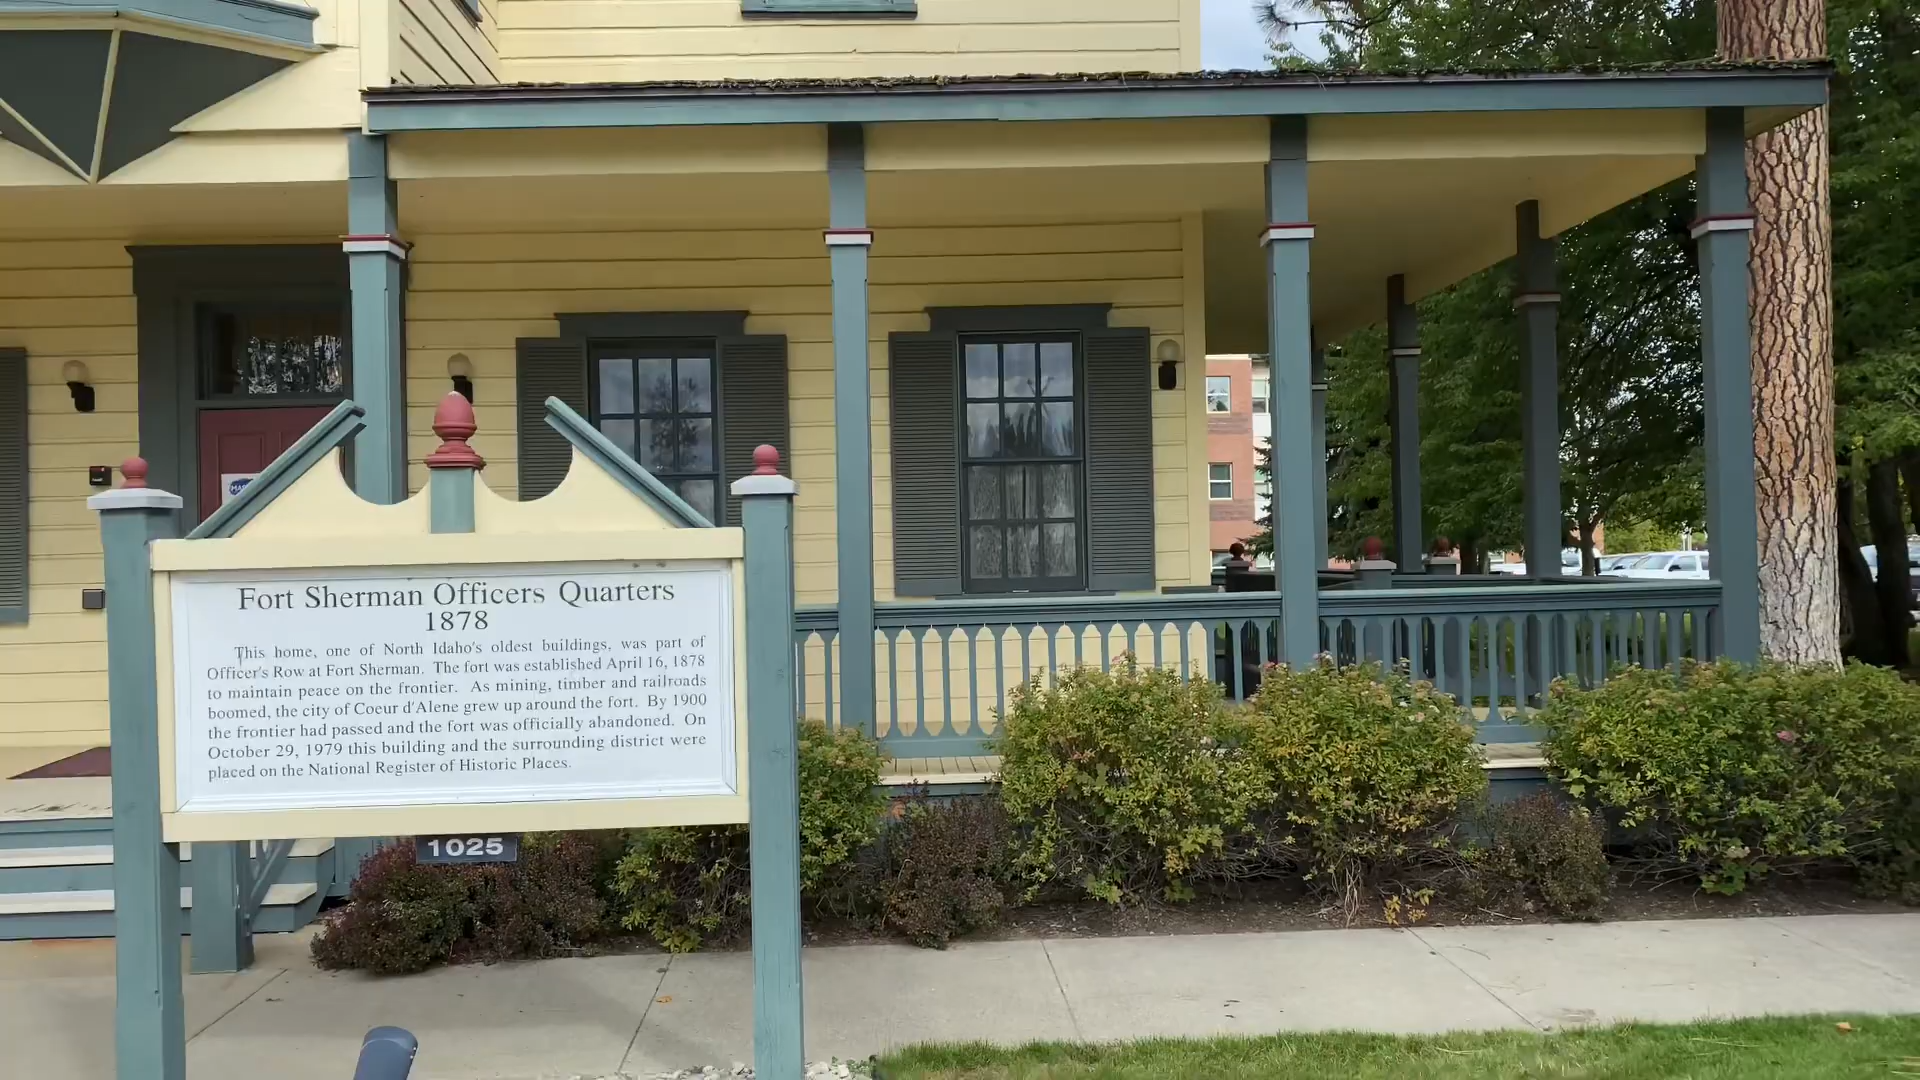 Fort Sherman Officers Quarters
1878
This home, one of North Idaho's oldest buildings, was part of
Officer's Row at Fort Sherman. The fort was established April 16, 1878
to maintain peace on the frontier. As mining, timber and railroads
boomed, the city of Coeur d'Alene grew up around the fort. By 1900
the frontier had passed and the fort was officially abandoned. On
October 29, 1979 this building and the surrounding district were
placed on the National Register of Historic Places.
1025